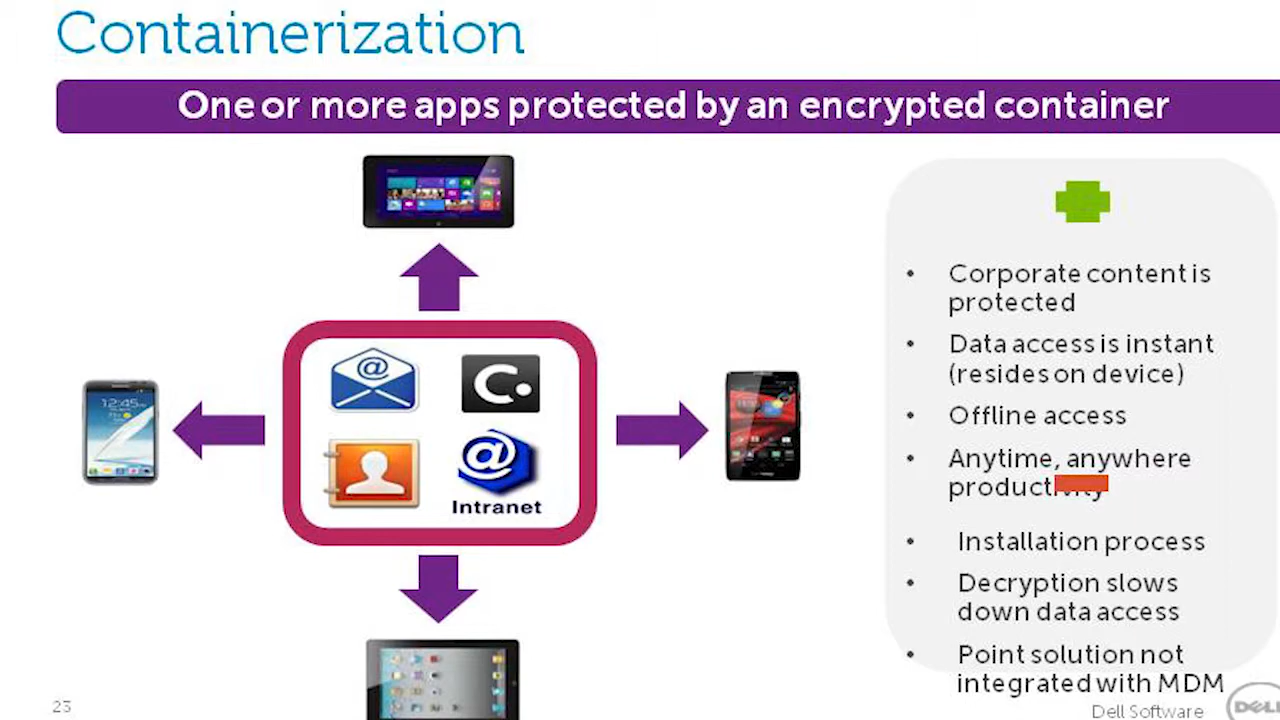 Containerization
One or more apps protected by an encrypted container
Intranet
• Corporate content is
protected
• Data access is instant
(resides on device)
• Offline access
• Anytime, anywhere
productivity
• Installation process
• Decryption slows
down data access
• Point solution not
integrated with MDM
23
Dell Software
DELL